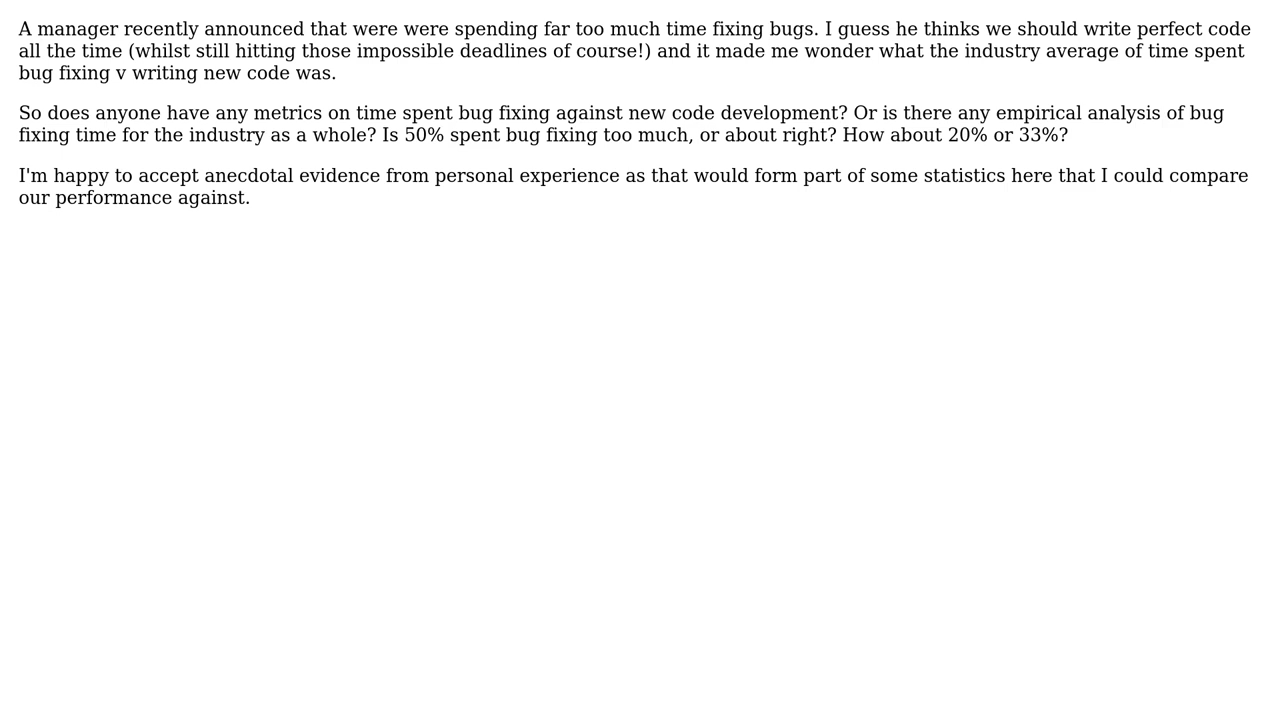 A manager recently announced that were were spending far too much time fixing bugs. I guess he thinks we should write perfect code
all the time (whilst still hitting those impossible deadlines of course!) and it made me wonder what the industry average of time spent
bug fixing v writing new code was.
So does anyone have any metrics on time spent bug fixing against new code development? Or is there any empirical analysis of bug
fixing time for the industry as a whole? Is 50% spent bug fixing too much, or about right? How about 20% or 33%?
I'm happy to accept anecdotal evidence from personal experience as that would form part of some statistics here that I could compare
our performance against.